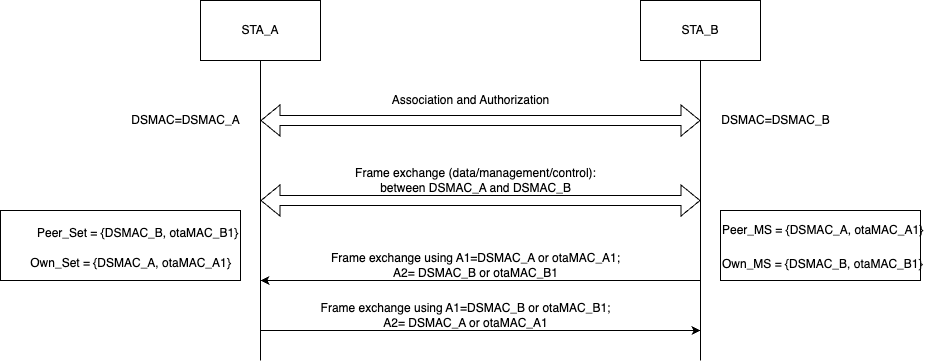 STA_A
STA_B
Association and Authorization
DSMAC=DSMAC_A
DSMAC=DSMAC_B
Frame exchange (data/management/control):
between DSMAC_A and DSMAC_B
Peer_Set = {DSMAC_B, otaMAC_B1}
Own_Set = {DSMAC_A, otaMAC_A1}
Peer_MS = {DSMAC_A, otaMAC_A1}
Own_MS = {DSMAC_B, otaMAC_B1}
Frame exchange using A1=DSMAC_A or otaMAC_A1;
A2= DSMAC_B or otaMAC_B1
Frame exchange using A1=DSMAC_B or otaMAC_B1;
A2= DSMAC_A or otaMAC_A1